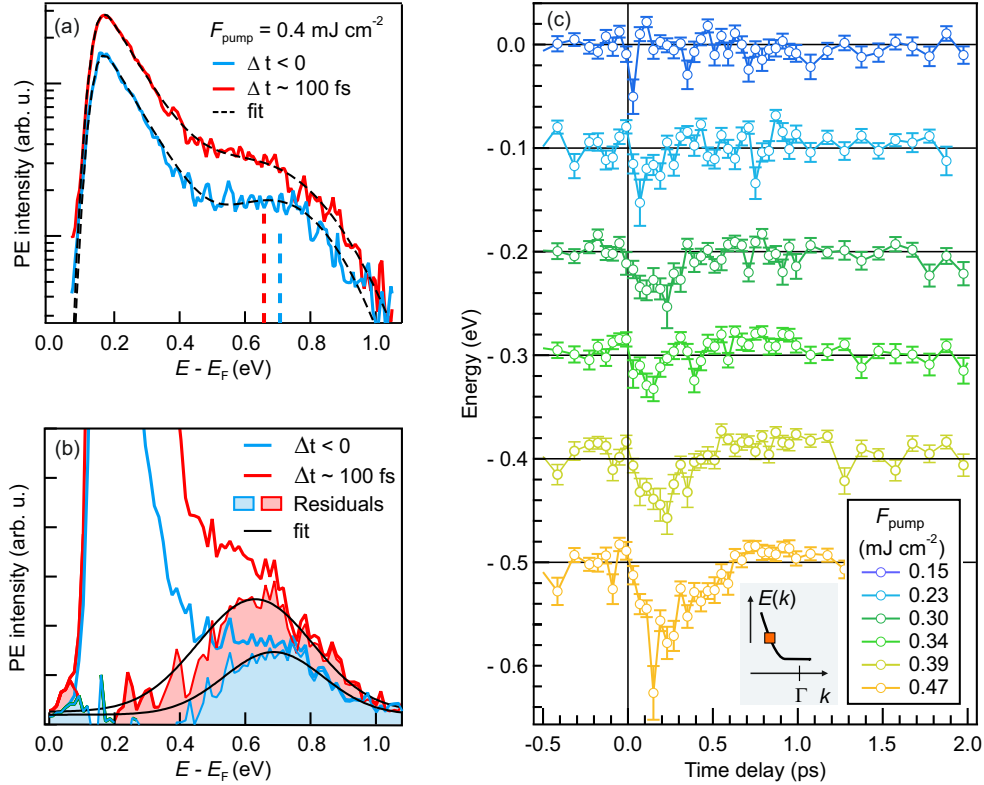 (a)
F_pump = 0.4 mJ cm⁻²
Δ t < 0
Δ t ~ 100 fs
fit
PE intensity (arb. u.)
0.0
0.2
0.4
0.6
0.8
1.0
E - E_F (eV)
(b)
Δt < 0
Δt ~ 100 fs
Residuals
fit
PE intensity (arb. u.)
0.0
0.2
0.4
0.6
0.8
1.0
E - E_F (eV)
(c)
0.0
- 0.1
- 0.2
- 0.3
- 0.4
- 0.5
- 0.6
Energy (eV)
F_pump
(mJ cm⁻²)
0.15
0.23
0.30
0.34
0.39
0.47
E(k)
Γ k
-0.5
0.0
0.5
1.0
1.5
2.0
Time delay (ps)